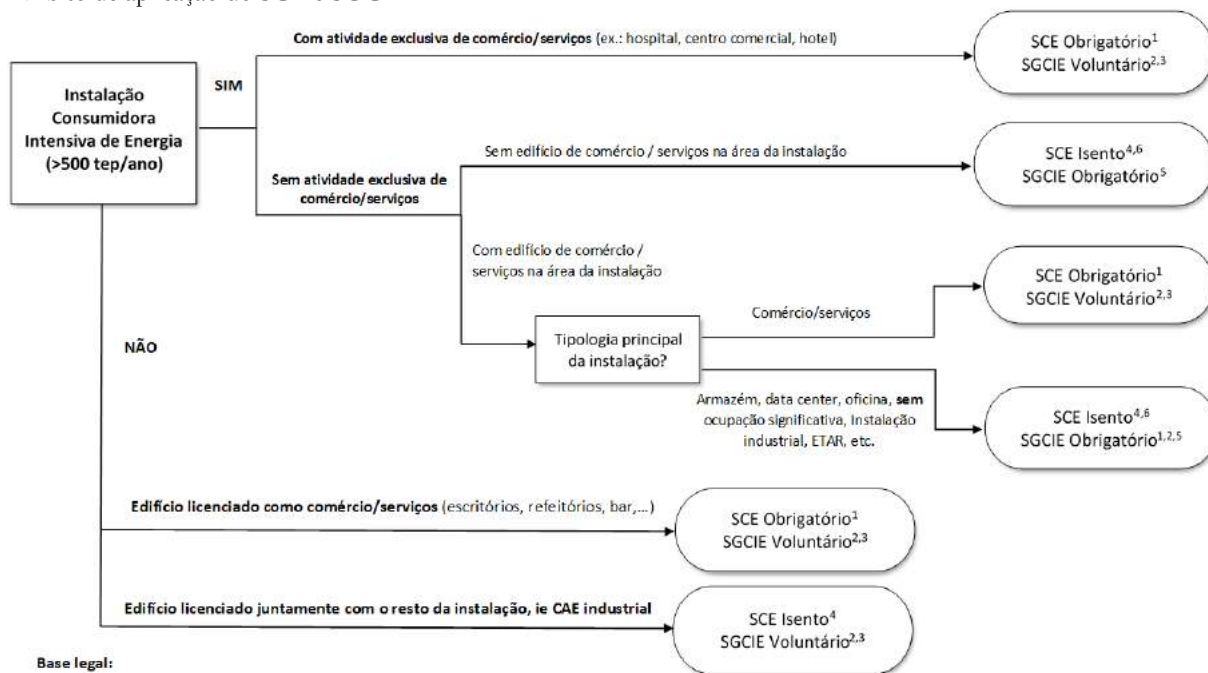 de aplicação do
Com atividade exclusiva de comércio/serviços (ex.: hospital, centro comercial, hotel)
SCE Obrigatório¹
SGCIE Voluntário²,³
SIM
Instalação
Consumidora
Intensiva de Energia
(>500 tep/ano)
Sem edifício de comércio / serviços na área da instalação
SCE Isento⁴,⁶
SGCIE Obrigatório⁵
Sem atividade exclusiva de
comércio/serviços
Com edifício de comércio /
serviços na área da instalação
SCE Obrigatório¹
SGCIE Voluntário²,³
Comércio/serviços
NÃO
Tipologia principal
da instalação?
Armazém, data center, oficina, sem
ocupação significativa, Instalação
industrial, ETAR, etc.
SCE Isento⁴,⁶
SGCIE Obrigatório¹,²,⁵
Edifício licenciado como comércio/serviços (escritórios, refeitórios, bar,...)
SCE Obrigatório¹
SGCIE Voluntário²,³
Edifício licenciado juntamente com o resto da instalação, ie CAE industrial
SCE Isento⁴
SGCIE Voluntário²,³
Base legal: